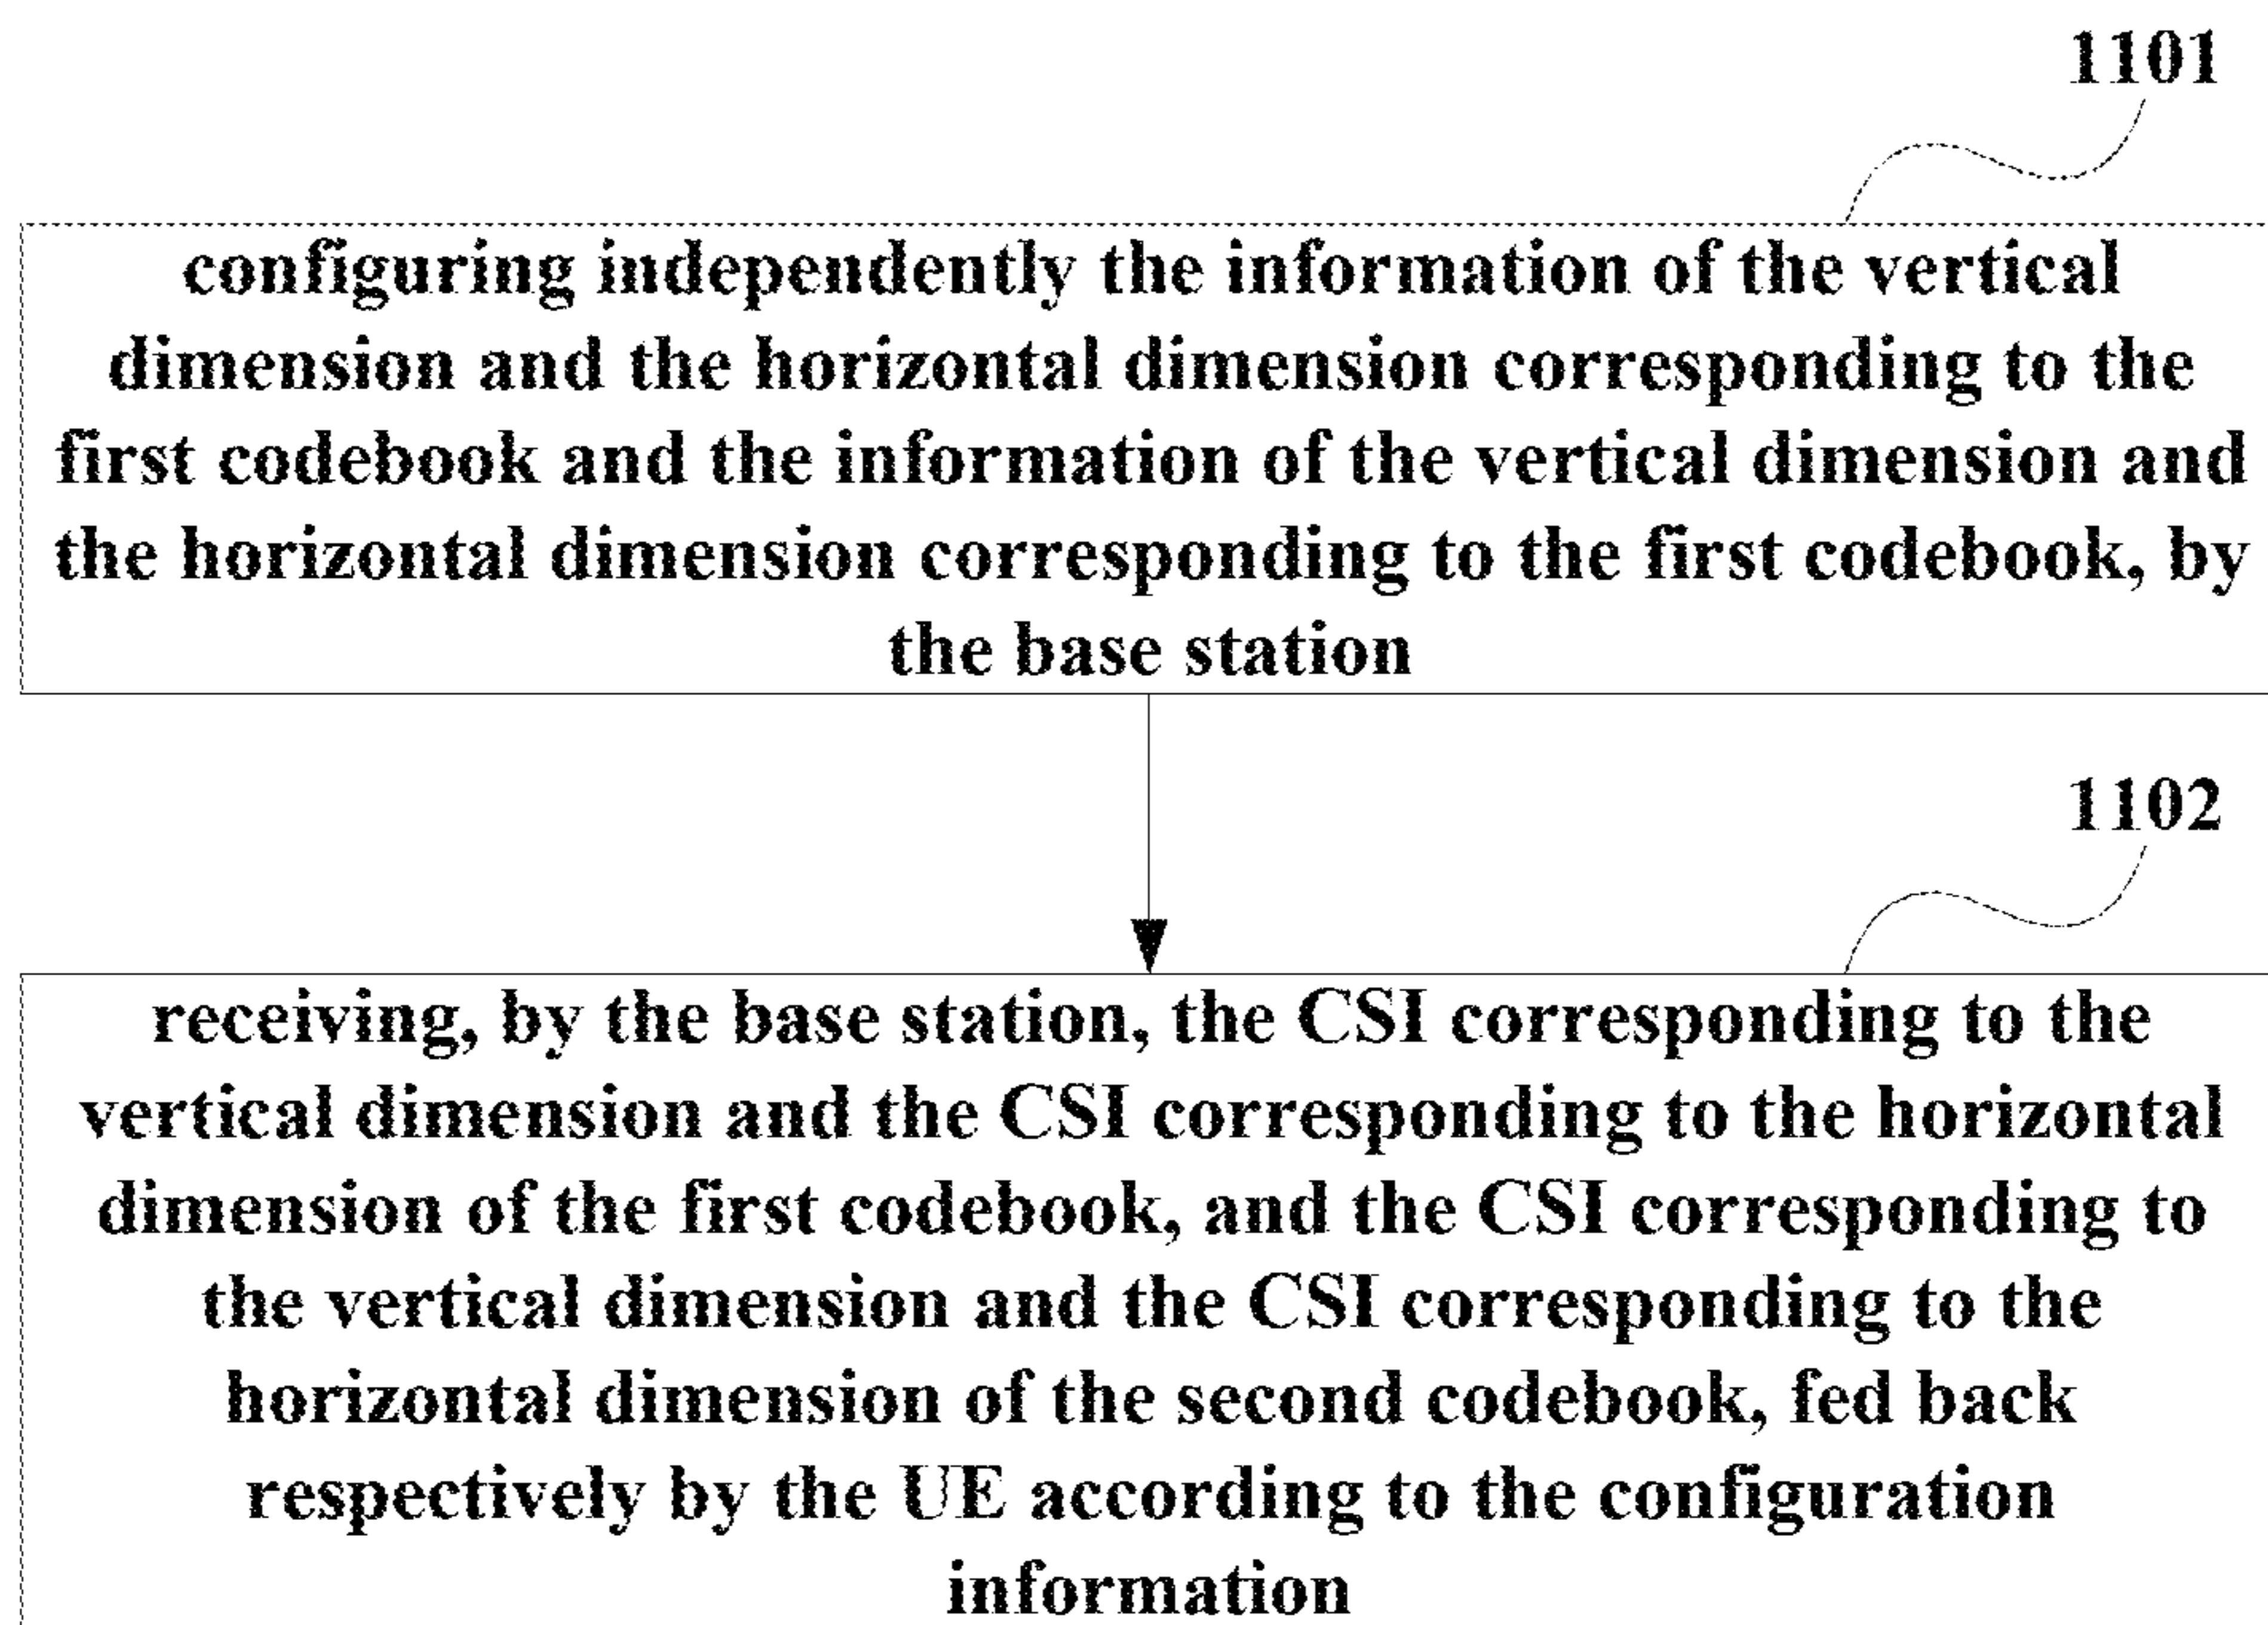 1101
configuring independently the information of the vertical
dimension and the horizontal dimension corresponding to the
first codebook and the information of the vertical dimension and
the horizontal dimension corresponding to the first codebook, by
the base station
1102
receiving, by the base station, the CSI corresponding to the
vertical dimension and the CSI corresponding to the horizontal
dimension of the first codebook, and the CSI corresponding to
the vertical dimension and the CSI corresponding to the
horizontal dimension of the second codebook, fed back
respectively by the UE according to the configuration
information